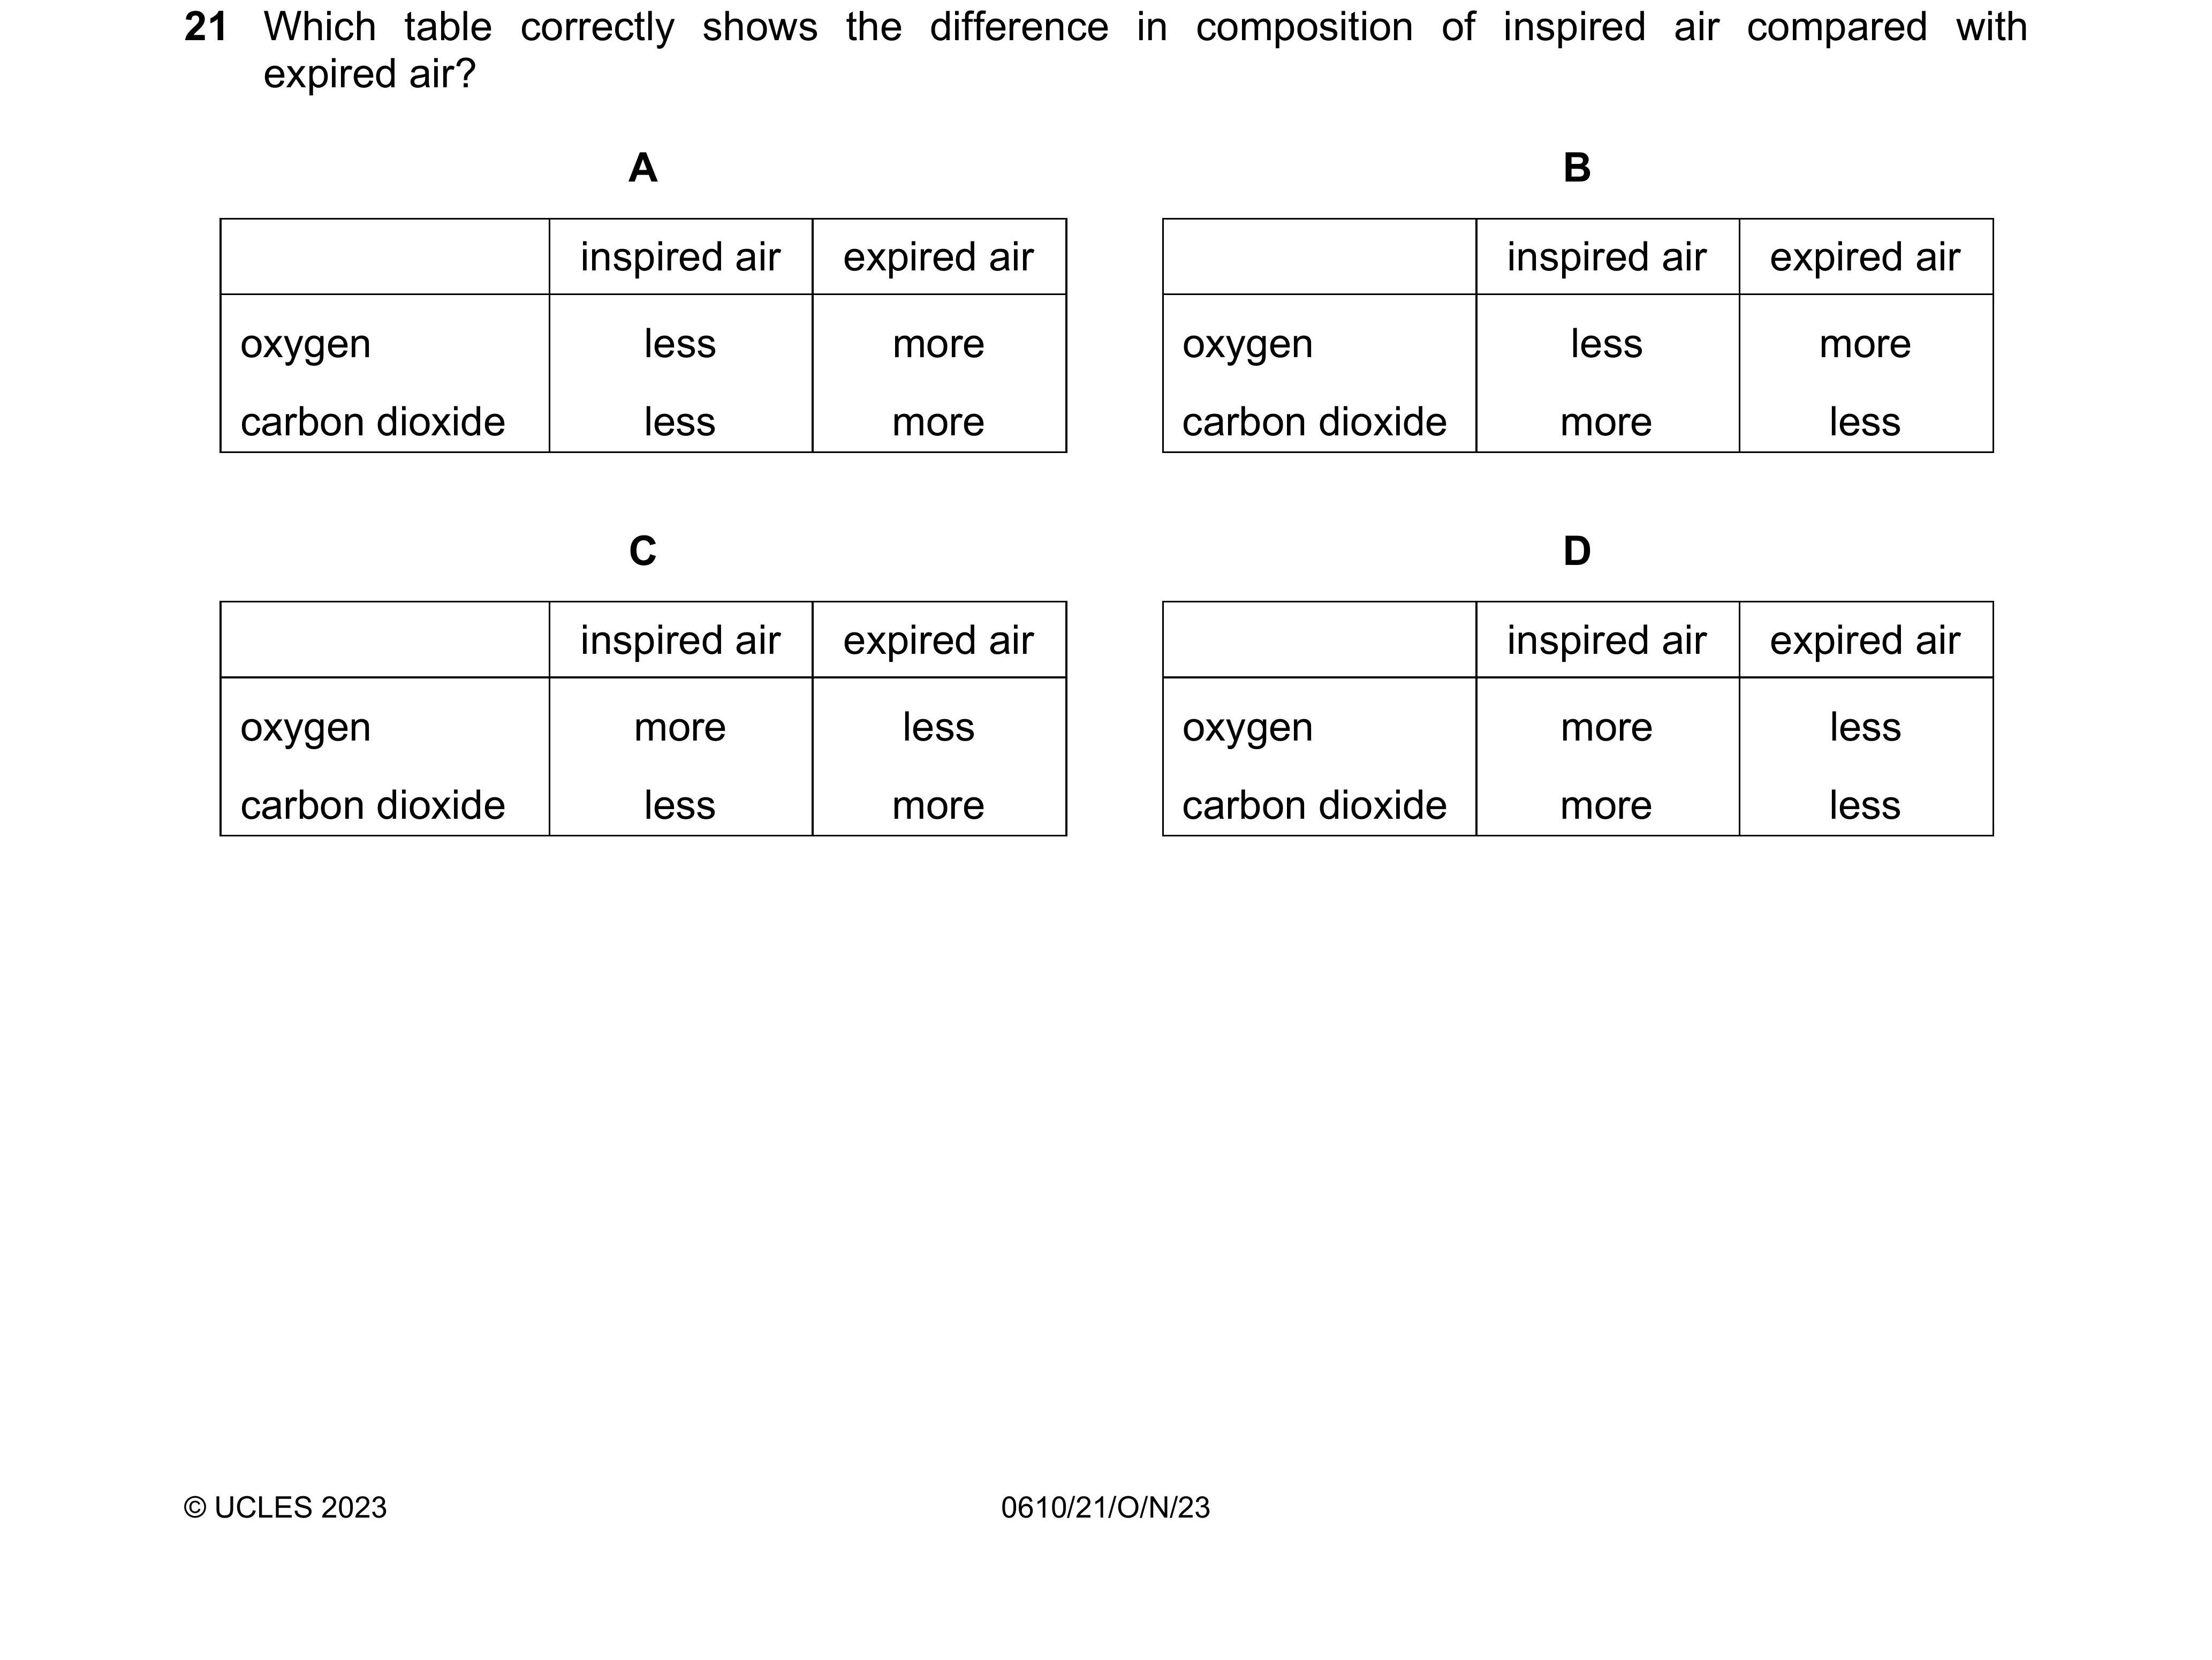 21 Which table correctly shows the difference in composition of inspired air compared with
expired air?
A
inspired air expired air
oxygen less more
carbon dioxide less more
B
inspired air expired air
oxygen less more
carbon dioxide more less
C
inspired air expired air
oxygen more less
carbon dioxide less more
D
inspired air expired air
oxygen more less
carbon dioxide more less
© UCLES 2023 0610/21/O/N/23